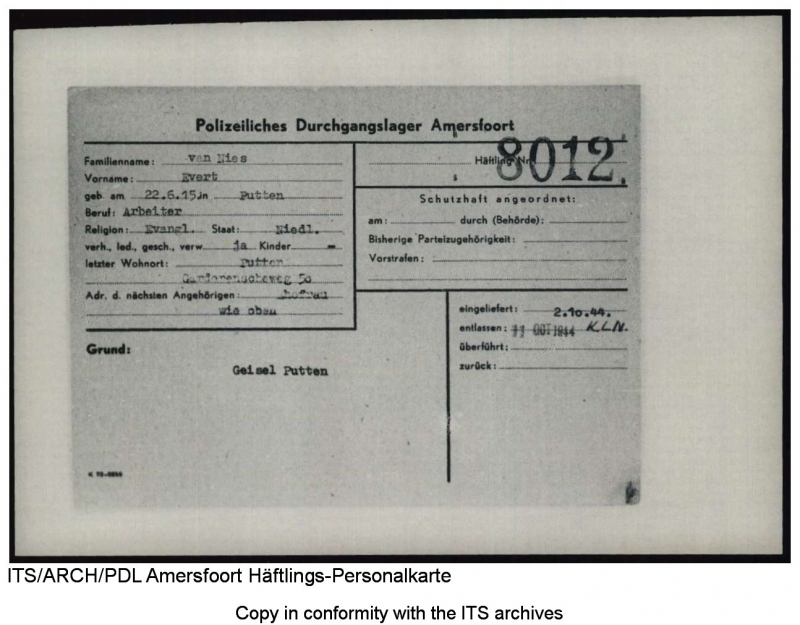 Polizeiliches Durchgangslager Amersfoort
Familienname: van Nies
Vorname: Evert
geb. am 22.6.15 in Putten
Beruf: Arbeiter
Religion: Evangl. Staat: Niedl.
verh., led., gesch., verw. ja Kinder -
letzter Wohnort: Putten
50
Adr. d. nächsten Angehörigen:
wie oben
Häftling Nr. 8012.
Schutzhaft angeordnet:
am: durch (Behörde):
Bisherige Parteizugehörigkeit:
Vorstrafen:
eingeliefert: 2.10.44.
entlassen: 11 OCT 1944 K.L.N.
überführt:
zurück:
Grund:
Geisel Putten
ITS/ARCH/PDL Amersfoort Häftlings-Personalkarte
Copy in conformity with the ITS archives